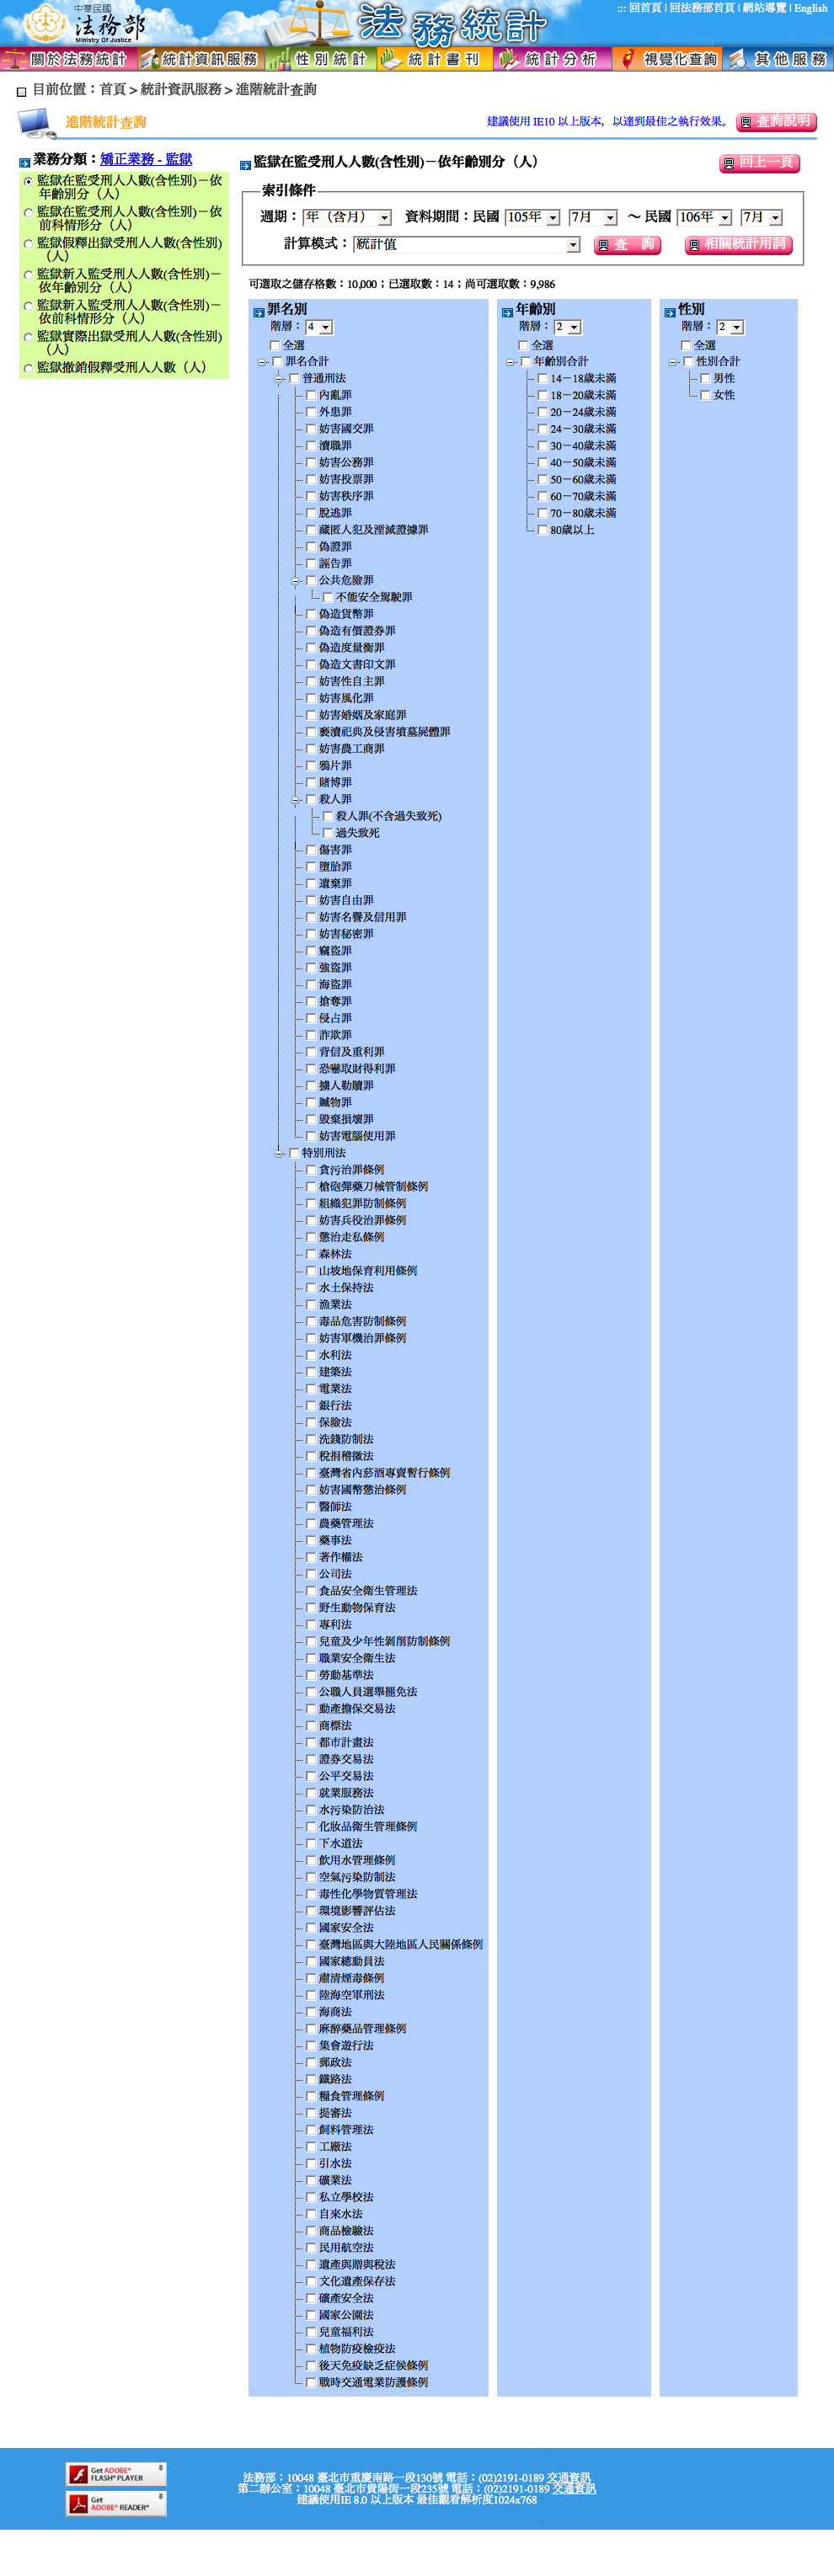 ::: 回首頁 | 回法務部首頁 | 網站導覽 | English
中華民國
法務部
Ministry Of Justice
法務統計
關於法務統計 統計資訊服務 性別統計 統計書刊 統計分析 視覺化查詢 其他服務
目前位置：首頁 > 統計資訊服務 > 進階統計查詢
進階統計查詢
建議使用 IE10 以上版本，以達到最佳之執行效果。 查詢說明
業務分類：矯正業務 - 監獄
監獄在監受刑人人數(含性別)－依
年齡別分（人）
監獄在監受刑人人數(含性別)－依
前科情形分（人）
監獄假釋出獄受刑人人數(含性別)
（人）
監獄新入監受刑人人數(含性別)－
依年齡別分（人）
監獄新入監受刑人人數(含性別)－
依前科情形分（人）
監獄實際出獄受刑人人數(含性別)
（人）
監獄撤銷假釋受刑人人數（人）
監獄在監受刑人人數(含性別)－依年齡別分（人） 回上一頁
索引條件
週期： 年（含月） 資料期間：民國 105年 7月 ～ 民國 106年 7月
計算模式： 統計值 查 詢 相關統計用詞
可選取之儲存格數：10,000；已選取數：14；尚可選取數：9,986
罪名別
階層： 4
全選
罪名合計
普通刑法
內亂罪
外患罪
妨害國交罪
瀆職罪
妨害公務罪
妨害投票罪
妨害秩序罪
脫逃罪
藏匿人犯及湮滅證據罪
偽證罪
誣告罪
公共危險罪
不能安全駕駛罪
偽造貨幣罪
偽造有價證券罪
偽造度量衡罪
偽造文書印文罪
妨害性自主罪
妨害風化罪
妨害婚姻及家庭罪
褻瀆祀典及侵害墳墓屍體罪
妨害農工商罪
鴉片罪
賭博罪
殺人罪
殺人罪(不含過失致死)
過失致死
傷害罪
墮胎罪
遺棄罪
妨害自由罪
妨害名譽及信用罪
妨害秘密罪
竊盜罪
強盜罪
海盜罪
搶奪罪
侵占罪
詐欺罪
背信及重利罪
恐嚇取財得利罪
擄人勒贖罪
贓物罪
毀棄損壞罪
妨害電腦使用罪
特別刑法
貪污治罪條例
槍砲彈藥刀械管制條例
組織犯罪防制條例
妨害兵役治罪條例
懲治走私條例
森林法
山坡地保育利用條例
水土保持法
漁業法
毒品危害防制條例
妨害軍機治罪條例
水利法
建築法
電業法
銀行法
保險法
洗錢防制法
稅捐稽徵法
臺灣省內菸酒專賣暫行條例
妨害國幣懲治條例
醫師法
農藥管理法
藥事法
著作權法
公司法
食品安全衛生管理法
野生動物保育法
專利法
兒童及少年性剝削防制條例
職業安全衛生法
勞動基準法
公職人員選舉罷免法
動產擔保交易法
商標法
都市計畫法
證券交易法
公平交易法
就業服務法
水污染防治法
化妝品衛生管理條例
下水道法
飲用水管理條例
空氣污染防制法
毒性化學物質管理法
環境影響評估法
國家安全法
臺灣地區與大陸地區人民關係條例
國家總動員法
肅清煙毒條例
陸海空軍刑法
海商法
麻醉藥品管理條例
集會遊行法
郵政法
鐵路法
糧食管理條例
提審法
飼料管理法
工廠法
引水法
礦業法
私立學校法
自來水法
商品檢驗法
民用航空法
遺產與贈與稅法
文化遺產保存法
礦產安全法
國家公園法
兒童福利法
植物防疫檢疫法
後天免疫缺乏症候條例
戰時交通電業防護條例
年齡別
階層： 2
全選
年齡別合計
14－18歲未滿
18－20歲未滿
20－24歲未滿
24－30歲未滿
30－40歲未滿
40－50歲未滿
50－60歲未滿
60－70歲未滿
70－80歲未滿
80歲以上
性別
階層： 2
全選
性別合計
男性
女性
Get ADOBE® FLASH® PLAYER
Get ADOBE® READER®
法務部：10048 臺北市重慶南路一段130號 電話：(02)2191-0189 交通資訊
第二辦公室：10048 臺北市貴陽街一段235號 電話：(02)2191-0189 交通資訊
建議使用IE 8.0 以上版本 最佳觀看解析度1024x768